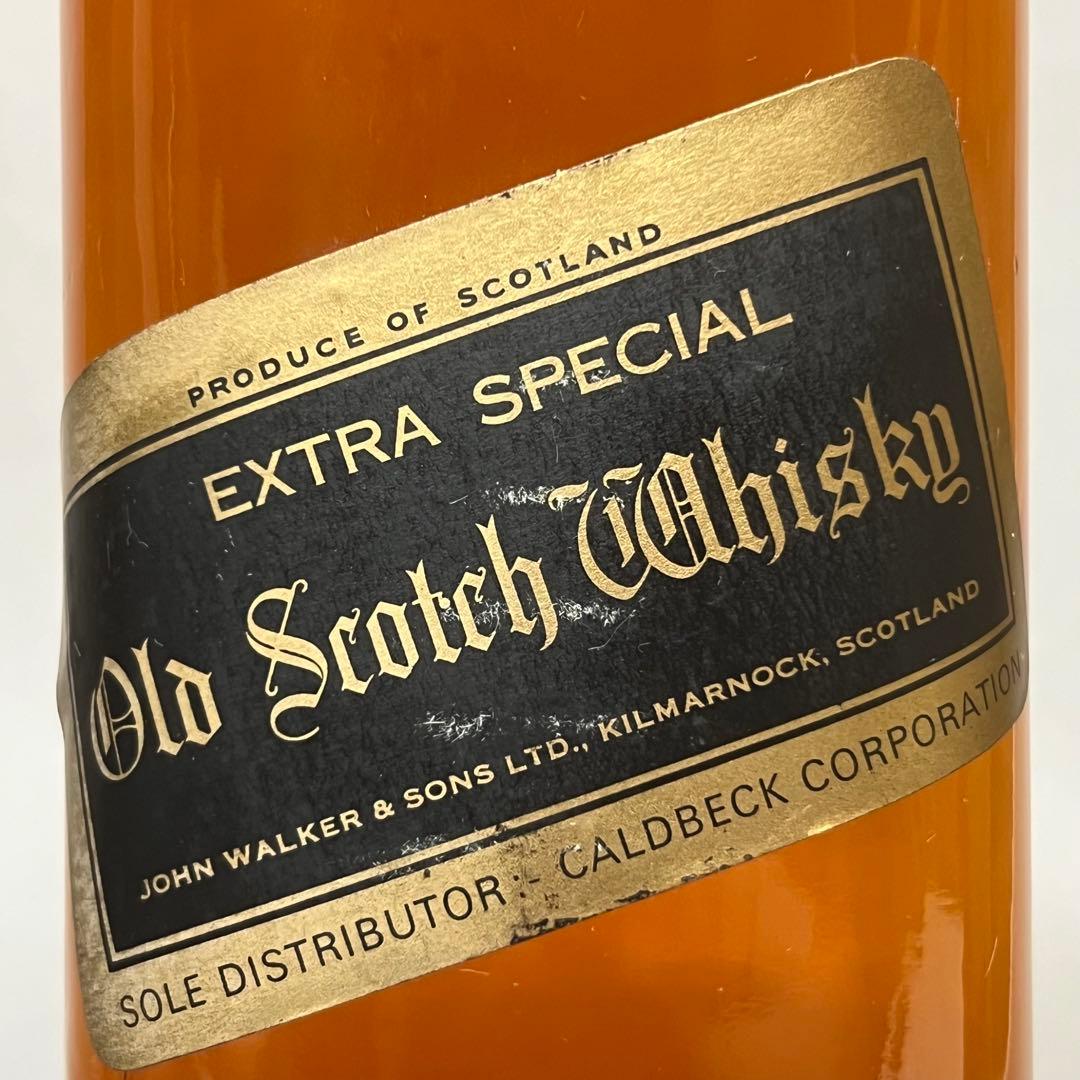 PRODUCE OF SCOTLAND
EXTRA SPECIAL
Old Scotch Whisky
JOHN WALKER & SONS LTD., KILMARNOCK, SCOTLAND
SOLE DISTRIBUTOR:- CALDBECK CORPORATION